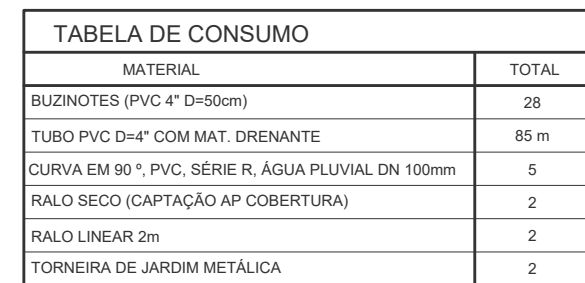 TABELA DE CONSUMO
MATERIAL TOTAL
BUZINOTES (PVC 4" D=50cm) 28
TUBO PVC D=4" COM MAT. DRENANTE 85 m
CURVA EM 90 º, PVC, SÉRIE R, ÁGUA PLUVIAL DN 100mm 5
RALO SECO (CAPTAÇÃO AP COBERTURA) 2
RALO LINEAR 2m 2
TORNEIRA DE JARDIM METÁLICA 2